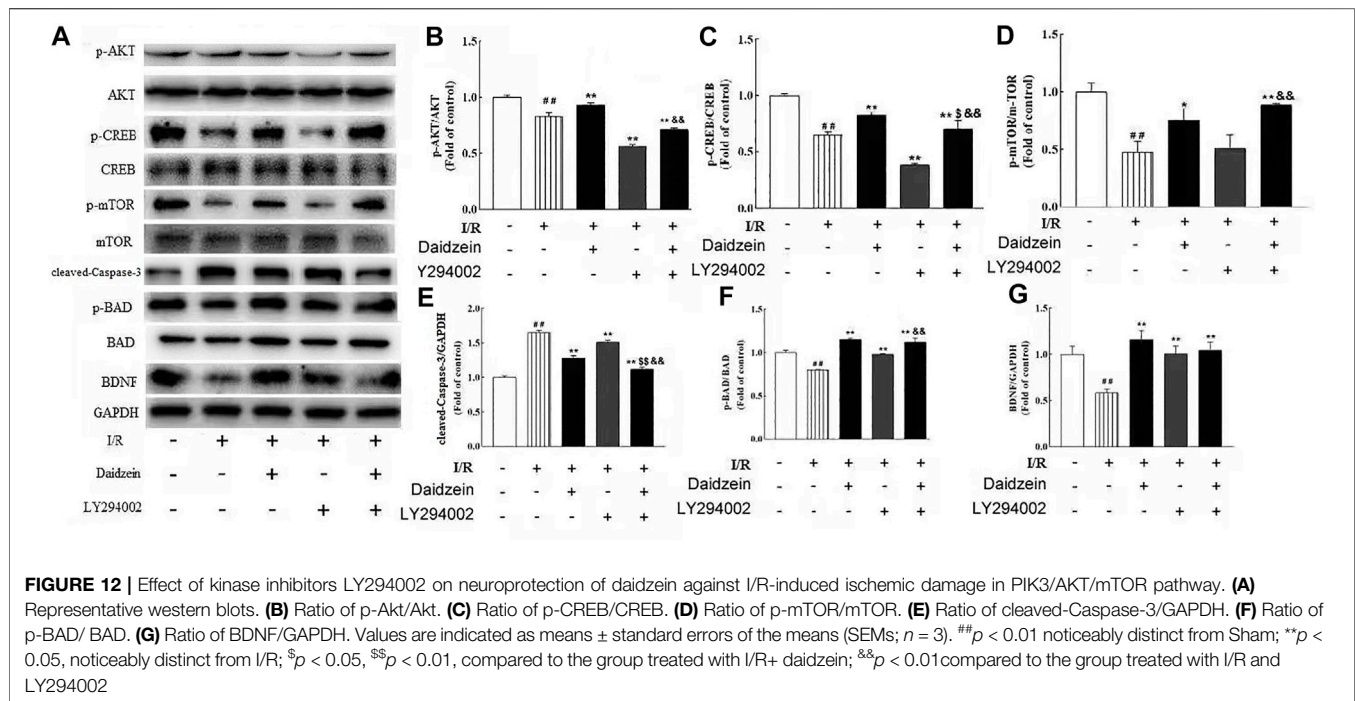 A
p-AKT
AKT
p-CREB
CREB
p-mTOR
mTOR
cleaved-Caspase-3
p-BAD
BAD
BDNF
GAPDH
I/R - + + + +
Daidzein - - + - +
LY294002 - - - + +
B
p-AKT/AKT
(Fold of control)
1.5
1.0
0.5
0.0
##
**
**
** &&
I/R - + + + +
Daidzein - - + - +
Y294002 - - - + +
C
p-CREB/CREB
(Fold of control)
1.5
1.0
0.5
0.0
##
**
**
** $ &&
I/R - + + + +
Daidzein - - + - +
LY294002 - - - + +
D
p-mTOR/m-TOR
(Fold of control)
1.5
1.0
0.5
0.0
##
*
** &&
I/R - + + + +
Daidzein - - + - +
LY294002 - - - + +
E
cleaved-Caspase-3/GAPDH
(Fold of control)
2.0
1.5
1.0
0.5
0.0
##
**
**
** $$ &&
I/R - + + + +
Daidzein - - + - +
LY294002 - - - + +
F
p-BAD/BAD
(Fold of control)
1.5
1.0
0.5
0.0
##
**
**
** &&
I/R - + + + +
Daidzein - - + - +
LY294002 - - - + +
G
BDNF/GAPDH
(Fold of control)
1.5
1.0
0.5
0.0
##
**
**
**
I/R - + + + +
Daidzein - - + - +
LY294002 - - - + +
FIGURE 12 | Effect of kinase inhibitors LY294002 on neuroprotection of daidzein against I/R-induced ischemic damage in PIK3/AKT/mTOR pathway. (A)
Representative western blots. (B) Ratio of p-Akt/Akt. (C) Ratio of p-CREB/CREB. (D) Ratio of p-mTOR/mTOR. (E) Ratio of cleaved-Caspase-3/GAPDH. (F) Ratio of
p-BAD/ BAD. (G) Ratio of BDNF/GAPDH. Values are indicated as means ± standard errors of the means (SEMs; n = 3). ##p < 0.01 noticeably distinct from Sham; **p <
0.05, noticeably distinct from I/R; $p < 0.05, $$p < 0.01, compared to the group treated with I/R+ daidzein; &&p < 0.01compared to the group treated with I/R and
LY294002